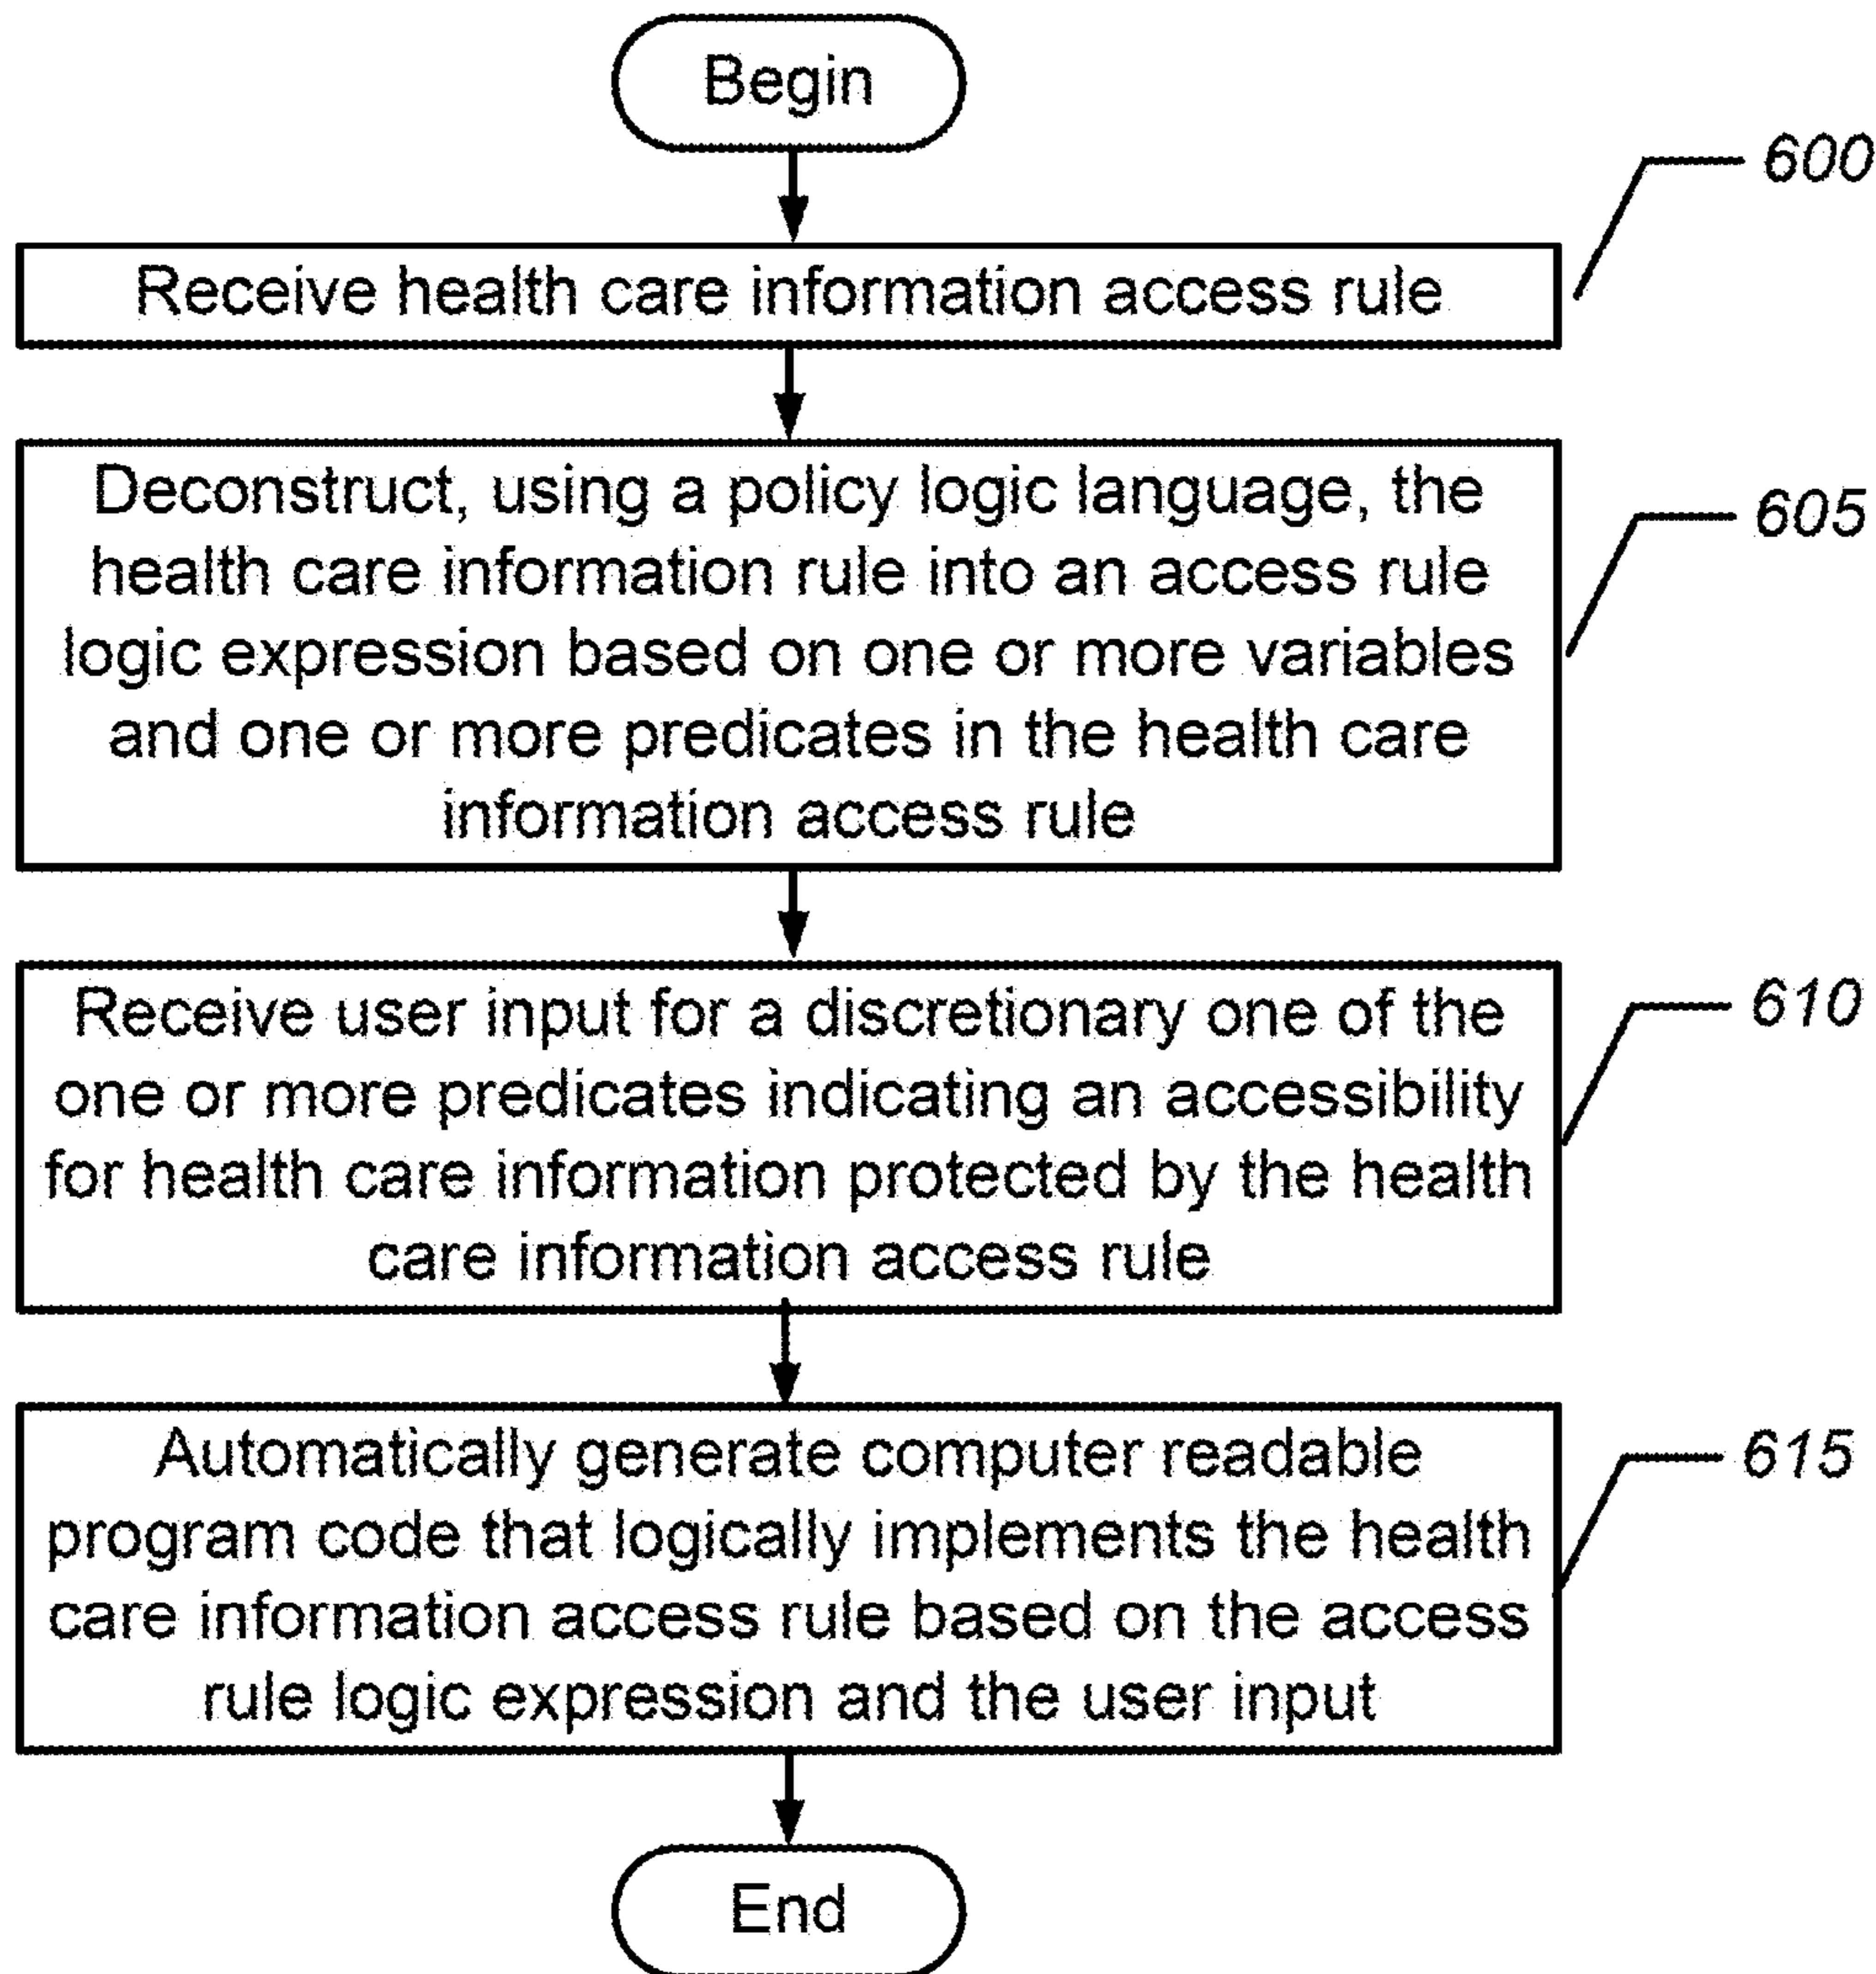 Begin
600
Receive health care information access rule
Deconstruct, using a policy logic language, the
605
health care information rule into an access rule
logic expression based on one or more variables
and one or more predicates in the health care
information access rule
Receive user input for a discretionary one of the
610
one or more predicates indicating an accessibility
for health care information protected by the health
care information access rule
Automatically generate computer readable
615
program code that logically implements the health
care information access rule based on the access
rule logic expression and the user input
End